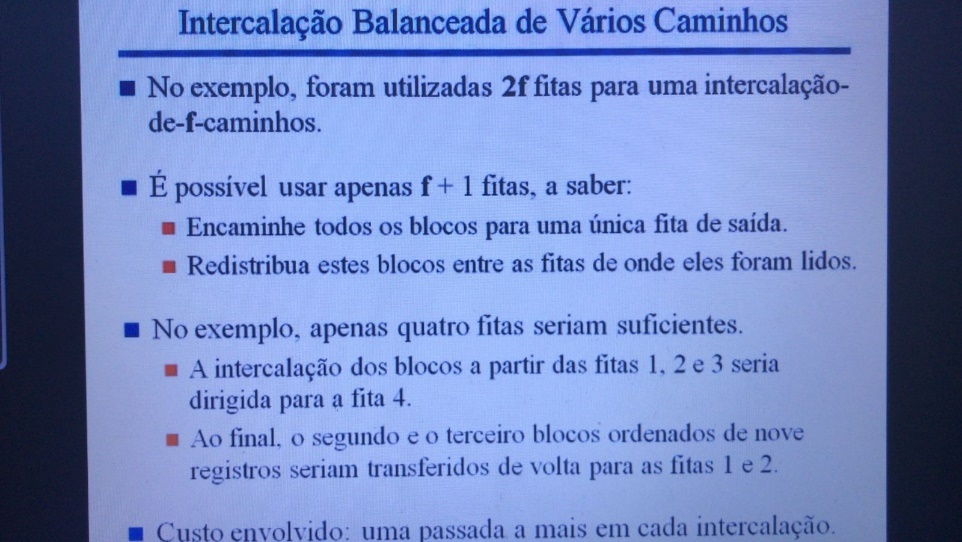 Intercalação Balanceada de Vários Caminhos
No exemplo, foram utilizadas 2f fitas para uma intercalação-
de-f-caminhos.
É possível usar apenas f + 1 fitas, a saber:
Encaminhe todos os blocos para uma única fita de saída.
Redistribua estes blocos entre as fitas de onde eles foram lidos.
No exemplo, apenas quatro fitas seriam suficientes.
A intercalação dos blocos a partir das fitas 1, 2 e 3 seria
dirigida para a fita 4.
Ao final, o segundo e o terceiro blocos ordenados de nove
registros seriam transferidos de volta para as fitas 1 e 2.
Custo envolvido: uma passada a mais em cada intercalação.